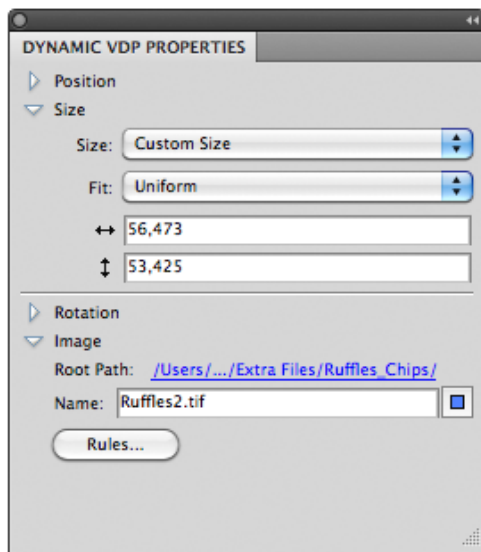 DYNAMIC VDP PROPERTIES
Position
Size
Size: Custom Size
Fit: Uniform
56,473
53,425
Rotation
Image
Root Path: /Users/.../Extra Files/Ruffles_Chips/
Name: Ruffles2.tif
Rules...